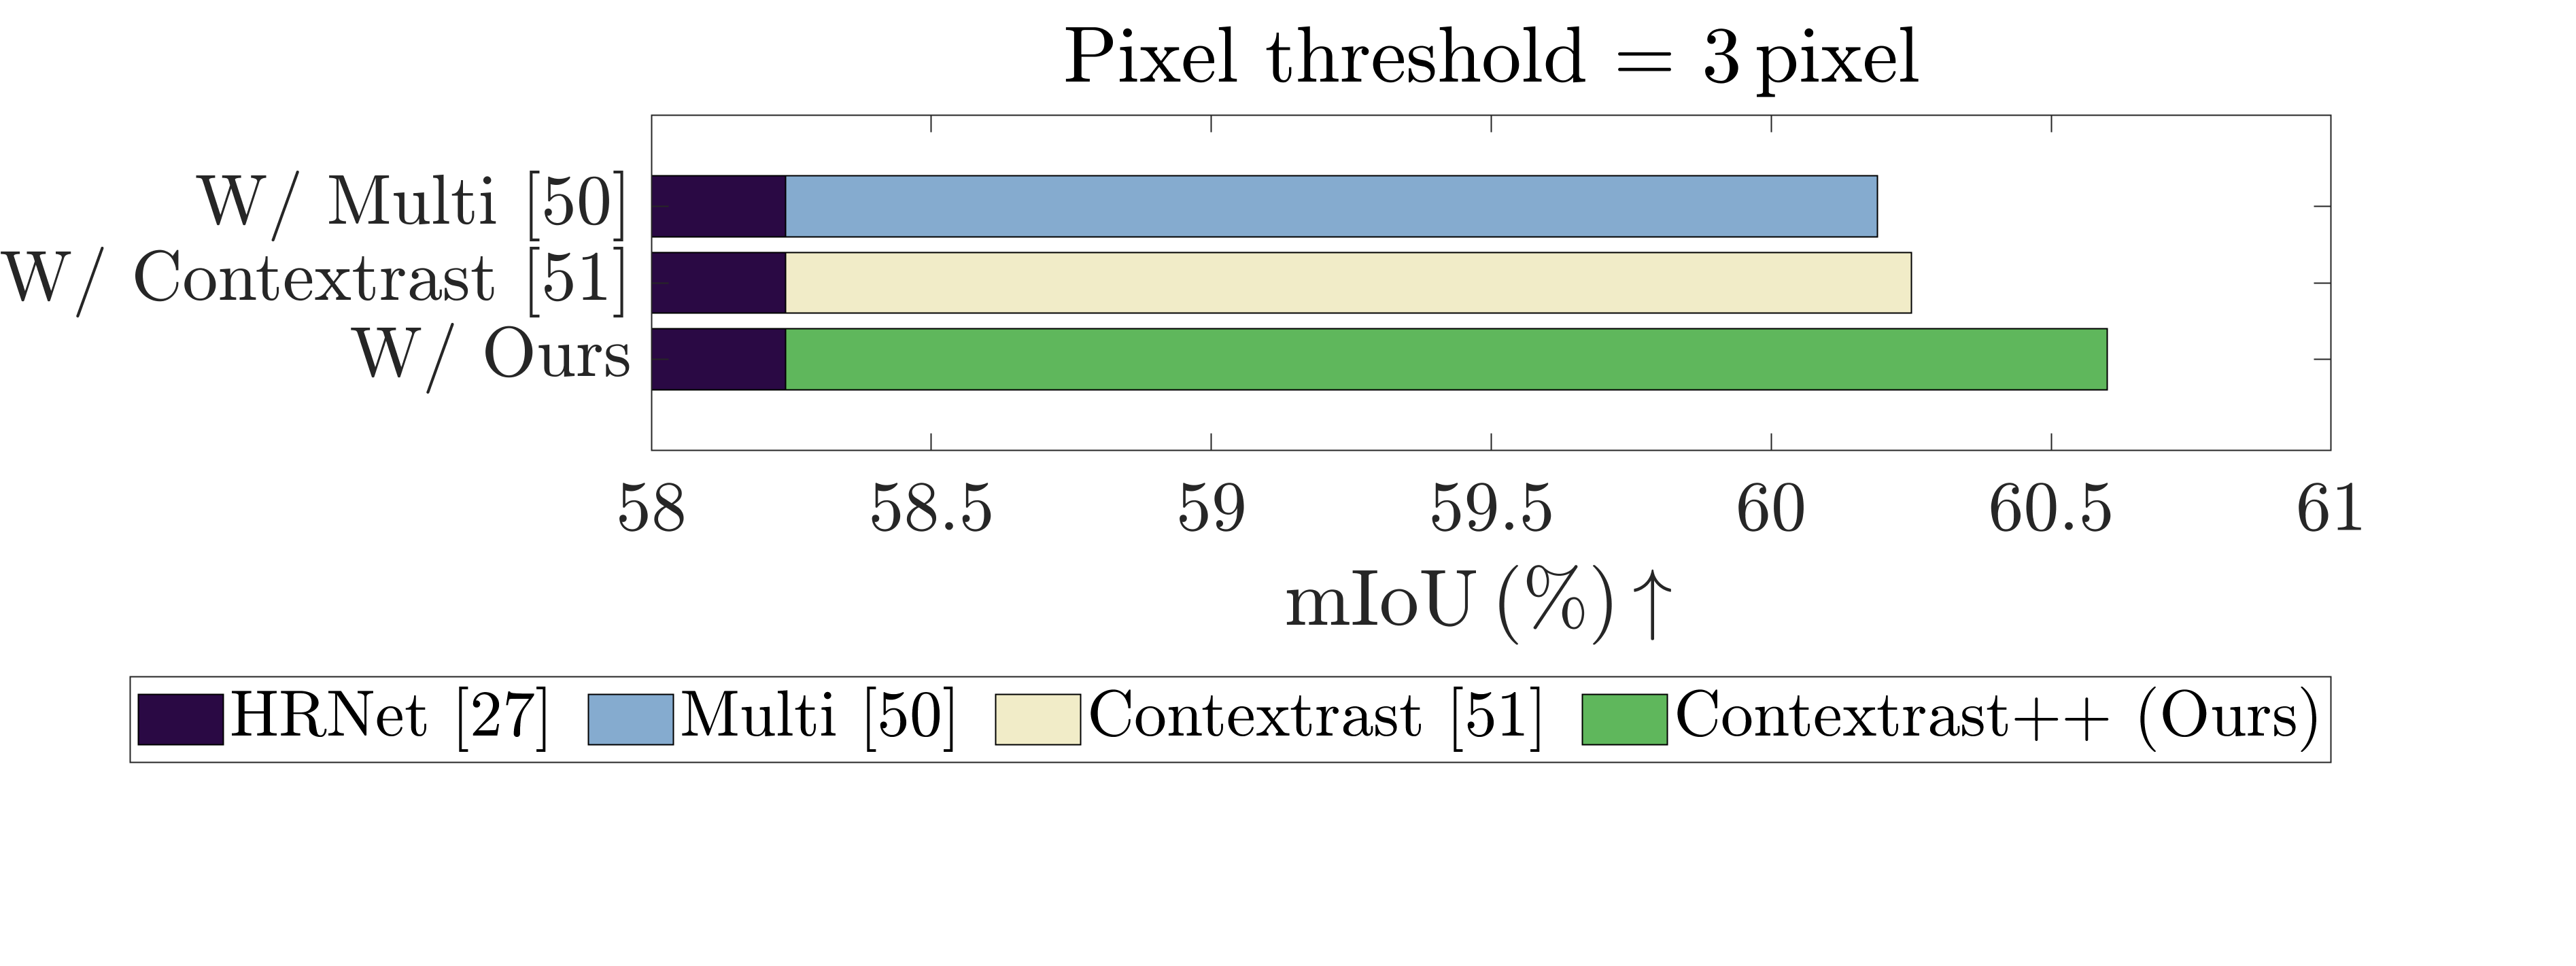 Pixel threshold = 3 pixel
W/ Multi [50]
W/ Contextrast [51]
W/ Ours
58 58.5 59 59.5 60 60.5 61
mIoU (%) ↑
HRNet [27] Multi [50] Contextrast [51] Contextrast++ (Ours)